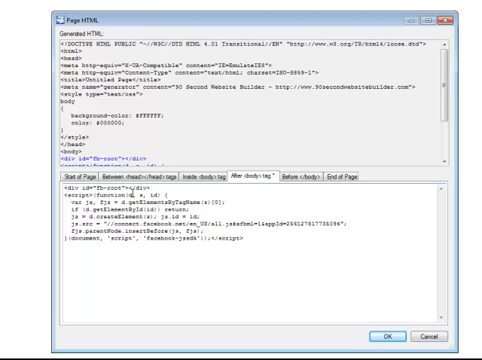 Page HTML
Generated HTML:
<!DOCTYPE HTML PUBLIC "-//W3C//DTD HTML 4.01 Transitional//EN" "http://www.w3.org/TR/html4/loose.dtd">
<html>
<head>
<meta http-equiv="X-UA-Compatible" content="IE=EmulateIE8">
<meta http-equiv="Content-Type" content="text/html; charset=ISO-8859-1">
<title>Untitled Page</title>
<meta name="generator" content="90 Second Website Builder - http://www.90secondwebsitebuilder.com">
<style type="text/css">
body
{
background-color: #FFFFFF;
color: #000000;
}
</style>
</head>
<body>
<div id="fb-root"></div>
<script>(function(d, s, id) {
Start of Page Between <head></head> tags Inside <body> tag After <body> tag * Before </body> End of Page
<div id="fb-root"></div>
<script>(function(d, s, id) {
var js, fjs = d.getElementsByTagName(s)[0];
if (d.getElementById(id)) return;
js = d.createElement(s); js.id = id;
js.src = "//connect.facebook.net/en_US/all.js#xfbml=1&appId=256127817735094";
fjs.parentNode.insertBefore(js, fjs);
}(document, 'script', 'facebook-jssdk'));</script>
OK Cancel